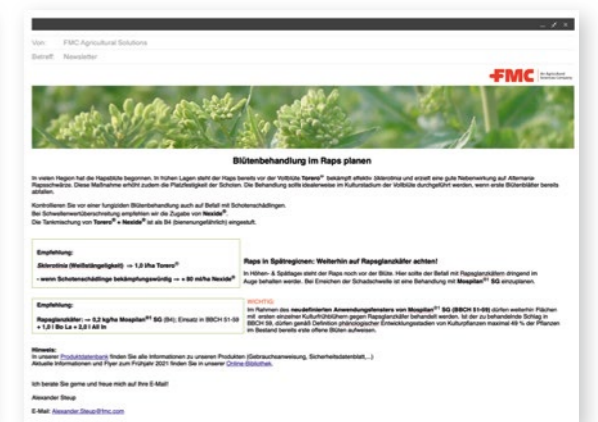 Von: FMC Agricultural Solutions
Betreff: Newsletter
FMC An Agricultural Sciences Company
Blütenbehandlung im Raps planen
In vielen Region hat die Rapsblüte begonnen. In frühen Lagen steht der Raps bereits vor der Vollblüte Torero® bekämpft effektiv Sklerotinia und erzielt eine gute Nebenwirkung auf Alternaria-
Rapsschwärze. Diese Maßnahme erhöht zudem die Platzfestigkeit der Schoten. Die Behandlung sollte idealerweise im Kulturstadium der Vollblüte durchgeführt werden, wenn erste Blütenblätter bereits
abfallen.
Kontrollieren Sie vor einer fungiziden Blütenbehandlung auch auf Befall mit Schotenschädlingen.
Bei Schwellenwertüberschreitung empfehlen wir die Zugabe von Nexide®.
Die Tankmischung von Torero® + Nexide® ist als B4 (bienenungefährlich) eingestuft.
Empfehlung:
Sklerotinia (Weißstängeligkeit) ⇒ 1,0 l/ha Torero®
- wenn Schotenschädlinge bekämpfungswürdig ⇒ + 80 ml/ha Nexide®
Raps in Spätregionen: Weiterhin auf Rapsglanzkäfer achten!
In Höhen- & Spätlagen steht der Raps noch vor der Blüte. Hier sollte der Befall mit Rapsglanzkäfern dringend im
Auge behalten werde. Bei Erreichen der Schadschwelle ist eine Behandlung mit Mospilan® SG einzuplanen.
Empfehlung:
Rapsglanzkäfer: ⇒ 0,2 kg/ha Mospilan® SG (B4); Einsatz in BBCH 51-59
+ 1,0 l Bo La + 2,0 l All In
WICHTIG:
Im Rahmen des neudefinierten Anwendungsfensters von Mospilan® SG (BBCH 51-59) dürfen weiterhin Flächen
mit ersten einzelner Kulturfrühblühern gegen Rapsglanzkäfer behandelt werden. Ist der zu behandelnde Schlag in
BBCH 59, dürfen gemäß Definition phänologischer Entwicklungsstadien von Kulturpflanzen maximal 49 % der Pflanzen
im Bestand bereits erste offene Blüten aufweisen.
Hinweis:
In unserer Produktdatenbank finden Sie alle Informationen zu unseren Produkten (Gebrauchsanweisung, Sicherheitsdatenblatt,...)
Aktuelle Informationen und Flyer zum Frühjahr 2021 finden Sie in unserer Online-Bibliothek.
Ich berate Sie gerne und freue mich auf Ihre E-Mail!
Alexander Steup
E-Mail: Alexander.Steup@fmc.com